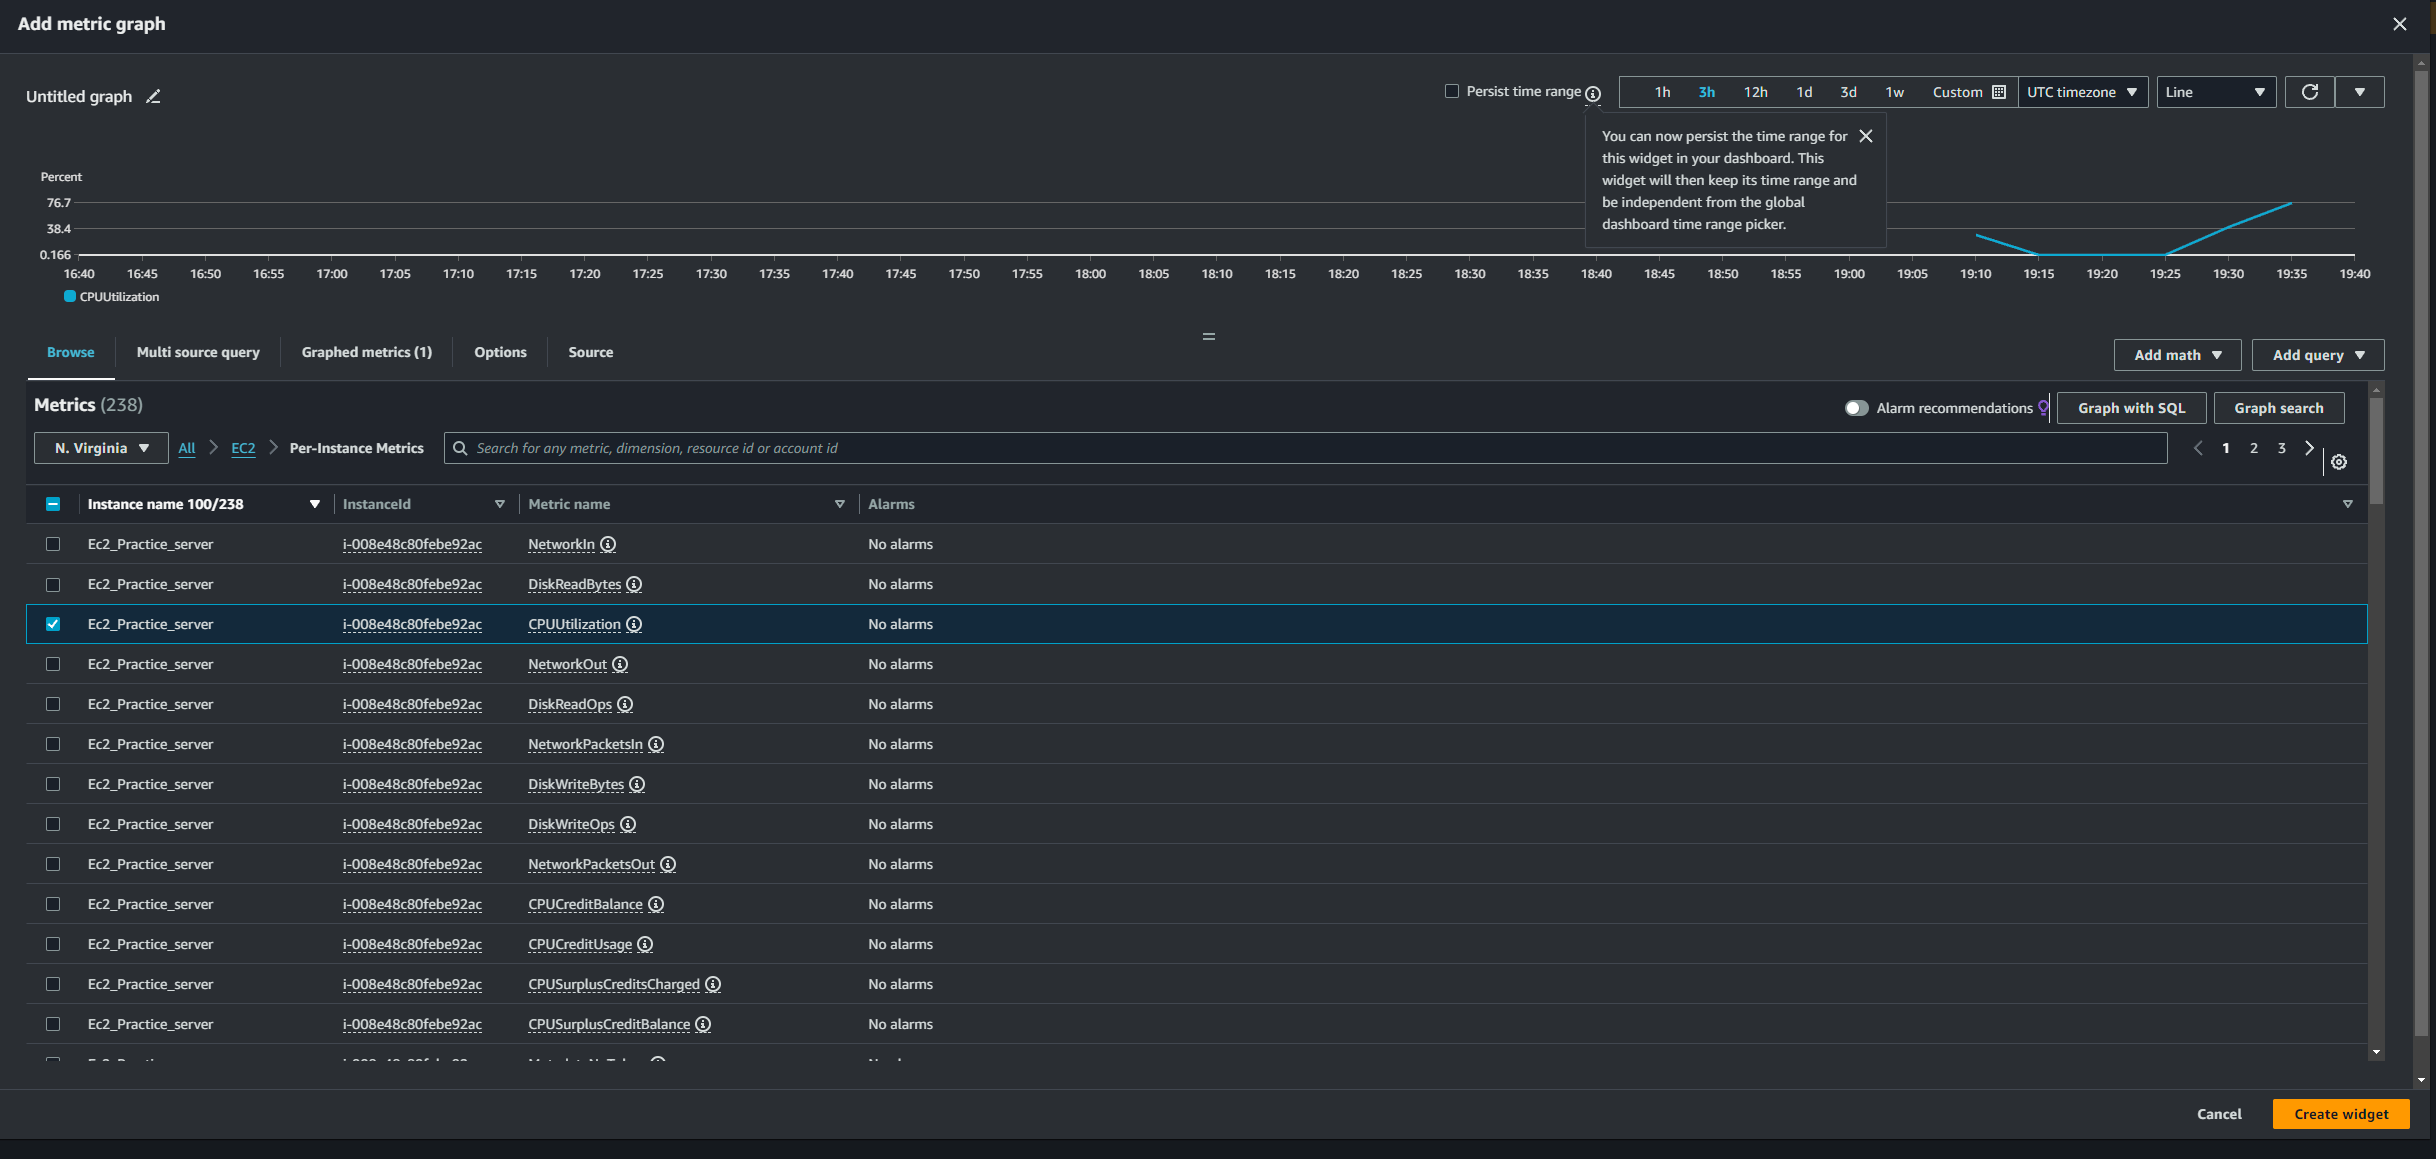 Add metric graph
Untitled graph
Persist time range 1h 3h 12h 1d 3d 1w Custom UTC timezone Line
You can now persist the time range for
this widget in your dashboard. This
widget will then keep its time range and
be independent from the global
dashboard time range picker.
Percent
76.7
38.4
0.166
16:40 16:45 16:50 16:55 17:00 17:05 17:10 17:15 17:20 17:25 17:30 17:35 17:40 17:45 17:50 17:55 18:00 18:05 18:10 18:15 18:20 18:25 18:30 18:35 18:40 18:45 18:50 18:55 19:00 19:05 19:10 19:15 19:20 19:25 19:30 19:35 19:40
CPUUtilization
Browse Multi source query Graphed metrics (1) Options Source Add math Add query
Metrics (238) Alarm recommendations Graph with SQL Graph search
N. Virginia All EC2 Per-Instance Metrics Search for any metric, dimension, resource id or account id 1 2 3
Instance name 100/238 InstanceId Metric name Alarms
Ec2_Practice_server i-008e48c80febe92ac NetworkIn No alarms
Ec2_Practice_server i-008e48c80febe92ac DiskReadBytes No alarms
Ec2_Practice_server i-008e48c80febe92ac CPUUtilization No alarms
Ec2_Practice_server i-008e48c80febe92ac NetworkOut No alarms
Ec2_Practice_server i-008e48c80febe92ac DiskReadOps No alarms
Ec2_Practice_server i-008e48c80febe92ac NetworkPacketsIn No alarms
Ec2_Practice_server i-008e48c80febe92ac DiskWriteBytes No alarms
Ec2_Practice_server i-008e48c80febe92ac DiskWriteOps No alarms
Ec2_Practice_server i-008e48c80febe92ac NetworkPacketsOut No alarms
Ec2_Practice_server i-008e48c80febe92ac CPUCreditBalance No alarms
Ec2_Practice_server i-008e48c80febe92ac CPUCreditUsage No alarms
Ec2_Practice_server i-008e48c80febe92ac CPUSurplusCreditsCharged No alarms
Ec2_Practice_server i-008e48c80febe92ac CPUSurplusCreditBalance No alarms
Cancel Create widget